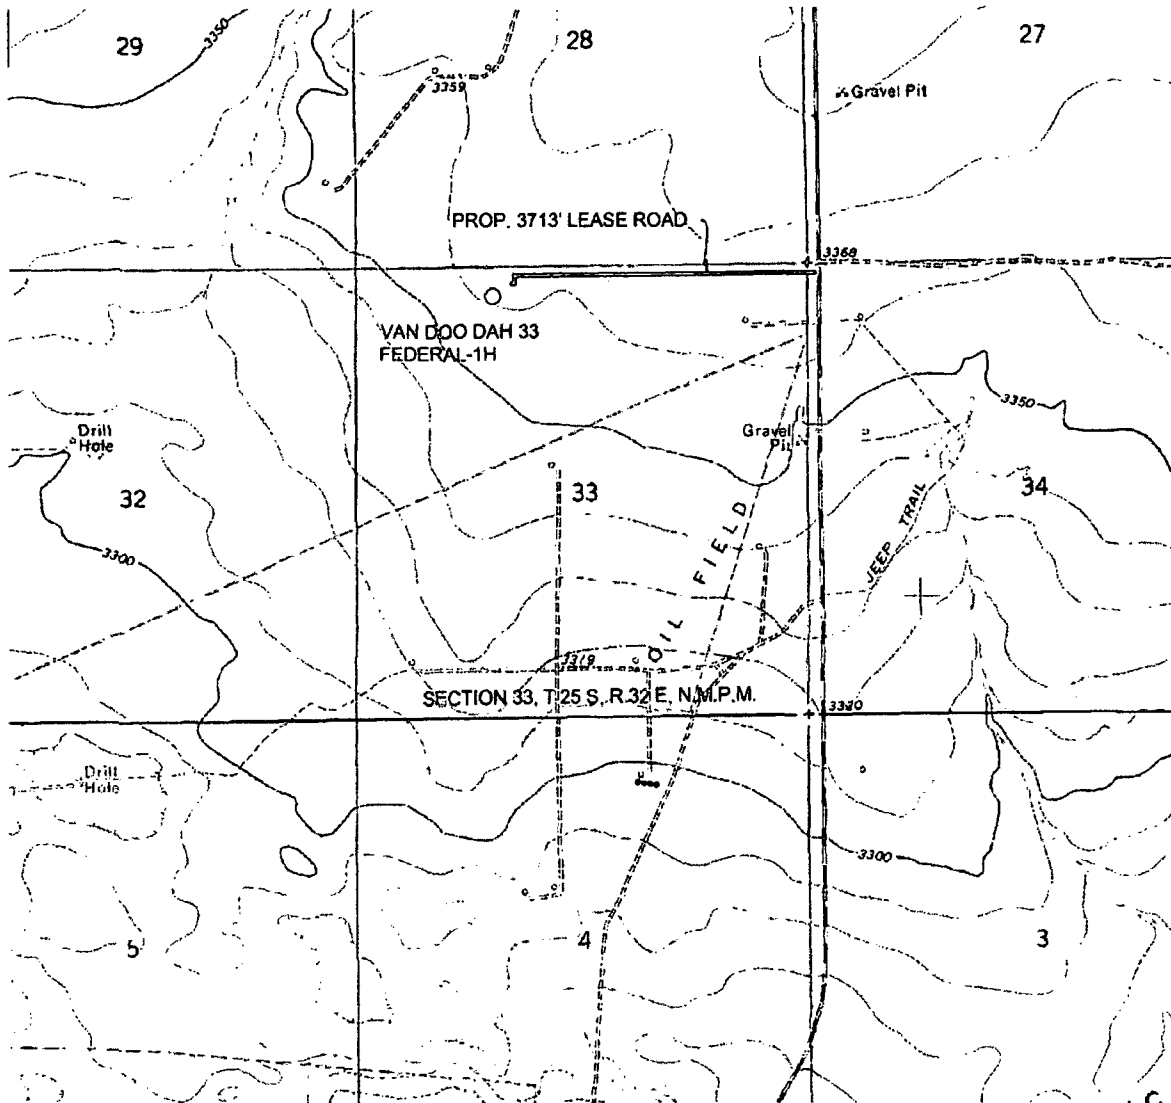 29
3350
28
27
3359
Gravel Pit
PROP. 3713' LEASE ROAD
3368
VAN DOO DAH 33
FEDERAL-1H
3350
Drill
Hole
Gravel
Pit
32
33
34
OIL FIELD
JEEP TRAIL
3300
3319
SECTION 33, T.25 S., R.32 E., N.M.P.M.
3320
Drill
Hole
3300
5
4
3